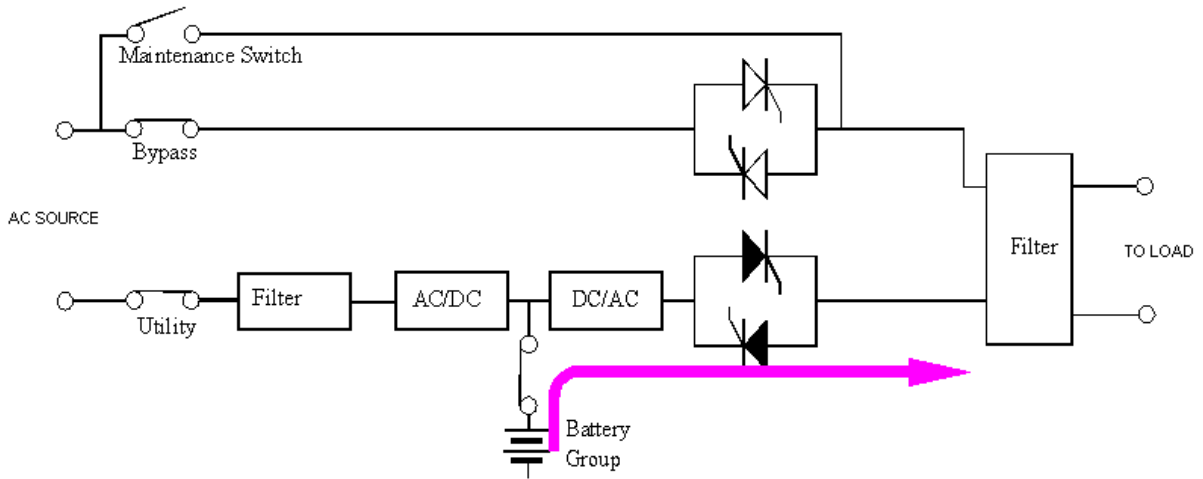 Maintenance Switch
Bypass
AC SOURCE
Filter
TO LOAD
Filter
AC/DC
DC/AC
Utility
Battery
Group